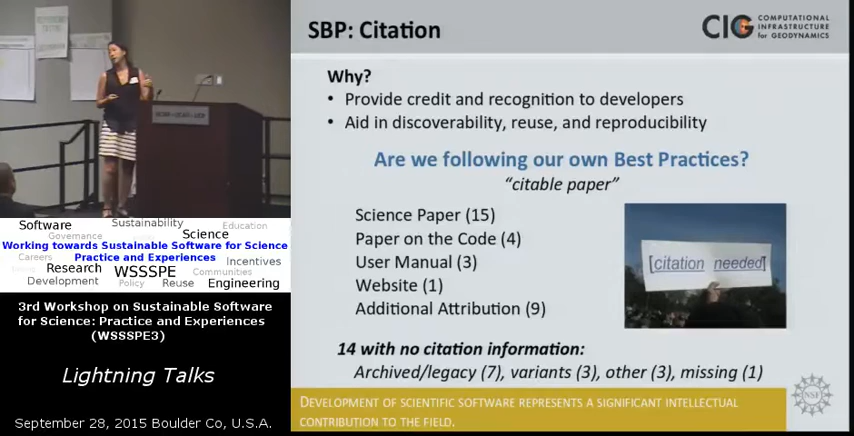 SBP: Citation
CIG COMPUTATIONAL
INFRASTRUCTURE
for GEODYNAMICS
Why?
• Provide credit and recognition to developers
• Aid in discoverability, reuse, and reproducibility
Are we following our own Best Practices?
“citable paper”
Science Paper (15)
Paper on the Code (4)
User Manual (3)
Website (1)
Additional Attribution (9)
[citation needed]
14 with no citation information:
Archived/legacy (7), variants (3), other (3), missing (1)
DEVELOPMENT OF SCIENTIFIC SOFTWARE REPRESENTS A SIGNIFICANT INTELLECTUAL
CONTRIBUTION TO THE FIELD.
NSF
Software Sustainability Education
Governance Science
Working towards Sustainable Software for Science
Practice and Experiences
Careers Incentives
Research WSSSPE Communities
Development Policy Reuse Engineering
3rd Workshop on Sustainable Software
for Science: Practice and Experiences
(WSSSPE3)
Lightning Talks
September 28, 2015 Boulder Co, U.S.A.